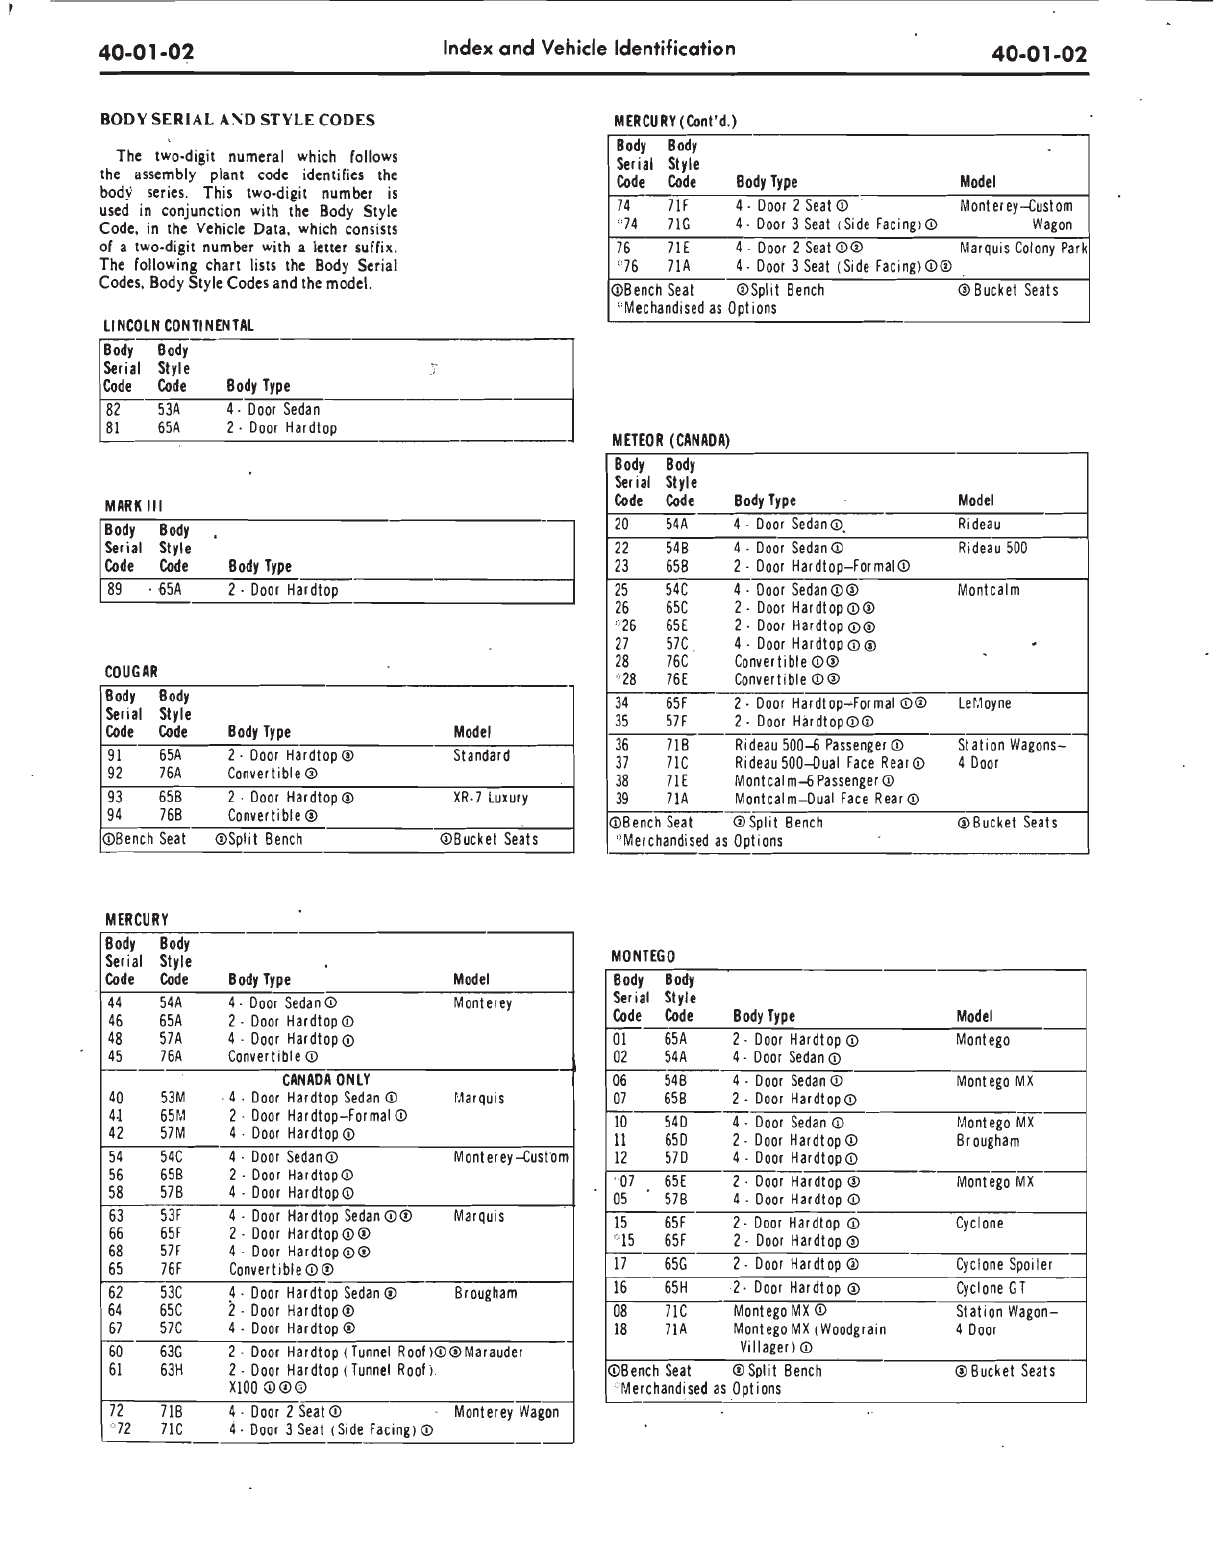 40-01-02 Index and Vehicle Identification 40-01-02
BODY SERIAL AND STYLE CODES
The two-digit numeral which follows
the assembly plant code identifies the
body series. This two-digit number is
used in conjunction with the Body Style
Code, in the Vehicle Data, which consists
of a two-digit number with a letter suffix.
The following chart lists the Body Serial
Codes, Body Style Codes and the model.
LINCOLN CONTINENTAL
Body Body
Serial Style
Code Code Body Type
82 53A 4 - Door Sedan
81 65A 2 - Door Hardtop
MARK III
Body Body
Serial Style
Code Code Body Type
89 65A 2 - Door Hardtop
COUGAR
Body Body
Serial Style
Code Code Body Type Model
91 65A 2 - Door Hardtop ③ Standard
92 76A Convertible ③
93 65B 2 - Door Hardtop ③ XR-7 Luxury
94 76B Convertible ③
①Bench Seat ②Split Bench ③Bucket Seats
MERCURY
Body Body
Serial Style
Code Code Body Type Model
44 54A 4 - Door Sedan ① Monterey
46 65A 2 - Door Hardtop ①
48 57A 4 - Door Hardtop ①
45 76A Convertible ①
CANADA ONLY
40 53M 4 - Door Hardtop Sedan ① Marquis
41 65M 2 - Door Hardtop–Formal ①
42 57M 4 - Door Hardtop ①
54 54C 4 - Door Sedan ① Monterey–Custom
56 65B 2 - Door Hardtop ①
58 57B 4 - Door Hardtop ①
63 53F 4 - Door Hardtop Sedan ①② Marquis
66 65F 2 - Door Hardtop ①②
68 57F 4 - Door Hardtop ①②
65 76F Convertible ①②
62 53C 4 - Door Hardtop Sedan ② Brougham
64 65C 2 - Door Hardtop ②
67 57C 4 - Door Hardtop ②
60 63G 2 - Door Hardtop (Tunnel Roof) ①③ Marauder
61 63H 2 - Door Hardtop (Tunnel Roof)
X100 ①②③
72 71B 4 - Door 2 Seat ① Monterey Wagon
*72 71C 4 - Door 3 Seat (Side Facing) ①
MERCURY (Cont'd.)
Body Body
Serial Style
Code Code Body Type Model
74 71F 4 - Door 2 Seat ① Monterey–Custom
*74 71G 4 - Door 3 Seat (Side Facing) ① Wagon
76 71E 4 - Door 2 Seat ①② Marquis Colony Park
*76 71A 4 - Door 3 Seat (Side Facing) ①②
①Bench Seat ②Split Bench ③Bucket Seats
*Mechandised as Options
METEOR (CANADA)
Body Body
Serial Style
Code Code Body Type Model
20 54A 4 - Door Sedan ① Rideau
22 54B 4 - Door Sedan ① Rideau 500
23 65B 2 - Door Hardtop–Formal ①
25 54C 4 - Door Sedan ①③ Montcalm
26 65C 2 - Door Hardtop ①③
*26 65E 2 - Door Hardtop ①③
27 57C 4 - Door Hardtop ①③
28 76C Convertible ①③
*28 76E Convertible ①③
34 65F 2 - Door Hardtop–Formal ①② LeMoyne
35 57F 2 - Door Hardtop ①②
36 71B Rideau 500–6 Passenger ① Station Wagons–
37 71C Rideau 500–Dual Face Rear ① 4 Door
38 71E Montcalm–6 Passenger ①
39 71A Montcalm–Dual Face Rear ①
①Bench Seat ②Split Bench ③Bucket Seats
*Merchandised as Options
MONTEGO
Body Body
Serial Style
Code Code Body Type Model
01 65A 2 - Door Hardtop ① Montego
02 54A 4 - Door Sedan ①
06 54B 4 - Door Sedan ① Montego MX
07 65B 2 - Door Hardtop ①
10 54D 4 - Door Sedan ① Montego MX
11 65D 2 - Door Hardtop ① Brougham
12 57D 4 - Door Hardtop ①
*07 65E 2 - Door Hardtop ③ Montego MX
05 57B 4 - Door Hardtop ①
15 65F 2 - Door Hardtop ① Cyclone
*15 65F 2 - Door Hardtop ③
17 65G 2 - Door Hardtop ③ Cyclone Spoiler
16 65H 2 - Door Hardtop ③ Cyclone GT
08 71C Montego MX ① Station Wagon–
18 71A Montego MX (Woodgrain 4 Door
Villager) ①
①Bench Seat ②Split Bench ③Bucket Seats
*Merchandised as Options